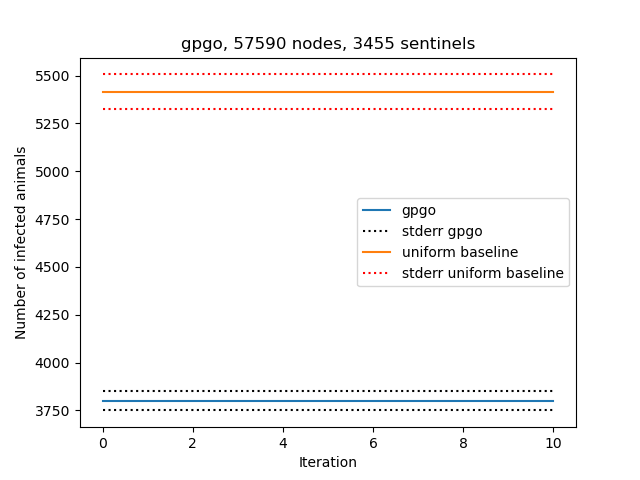 gpgo, 57590 nodes, 3455 sentinels
5500
5250
5000
4750
4500
4250
4000
3750
Number of infected animals
gpgo
stderr gpgo
uniform baseline
stderr uniform baseline
0 2 4 6 8 10
Iteration